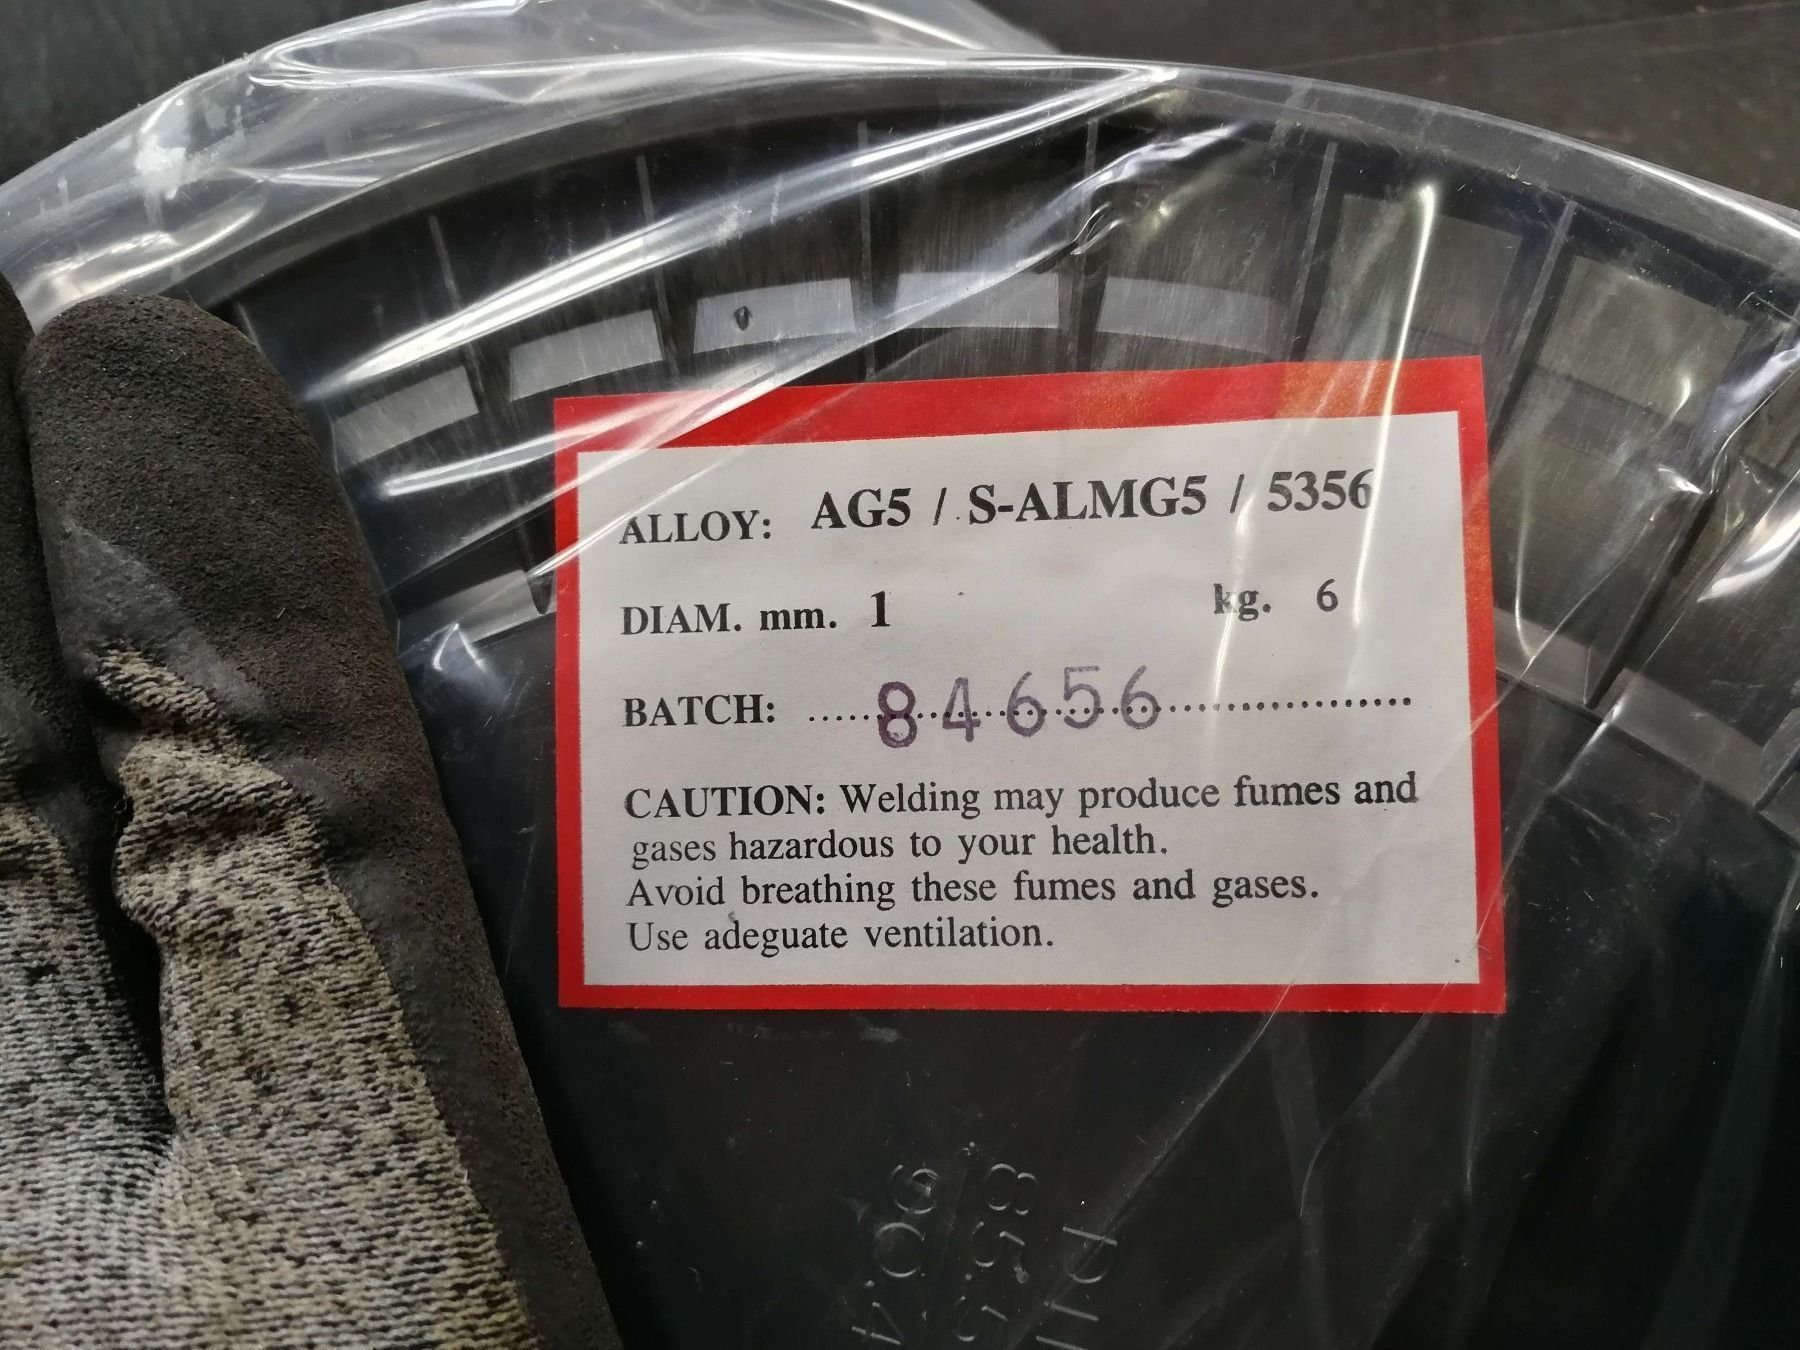 ALLOY: AG5 / S-ALMG5 / 5356
DIAM. mm. 1 kg. 6
BATCH: 84656
CAUTION: Welding may produce fumes and
gases hazardous to your health.
Avoid breathing these fumes and gases.
Use adeguate ventilation.